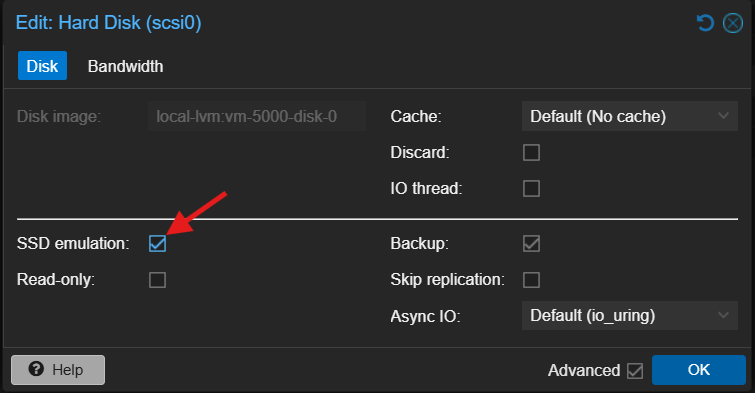 Edit: Hard Disk (scsi0)
Disk Bandwidth
Disk image: local-lvm:vm-5000-disk-0 Cache: Default (No cache)
Discard:
IO thread:
SSD emulation: Backup:
Read-only: Skip replication:
Async IO: Default (io_uring)
? Help Advanced OK